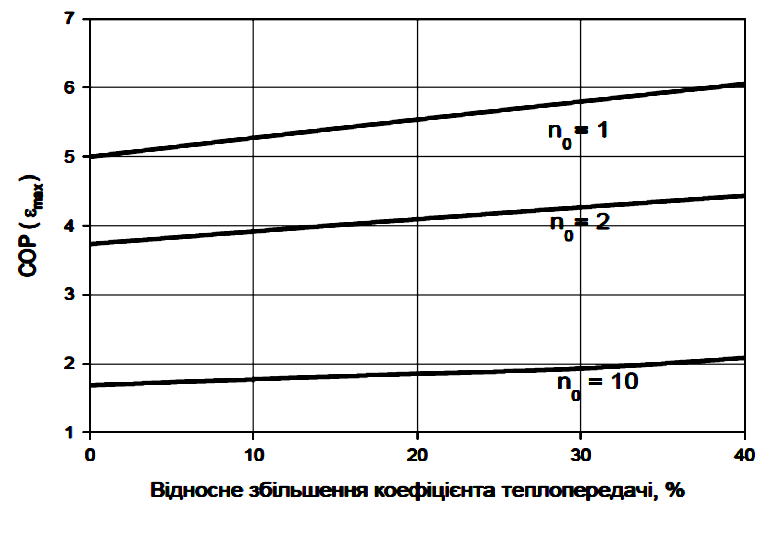 7
6
5
4
3
2
1
COP ( εmax )
n0 = 1
n0 = 2
n0 = 10
0 10 20 30 40
Відносне збільшення коефіцієнта теплопередачі, %